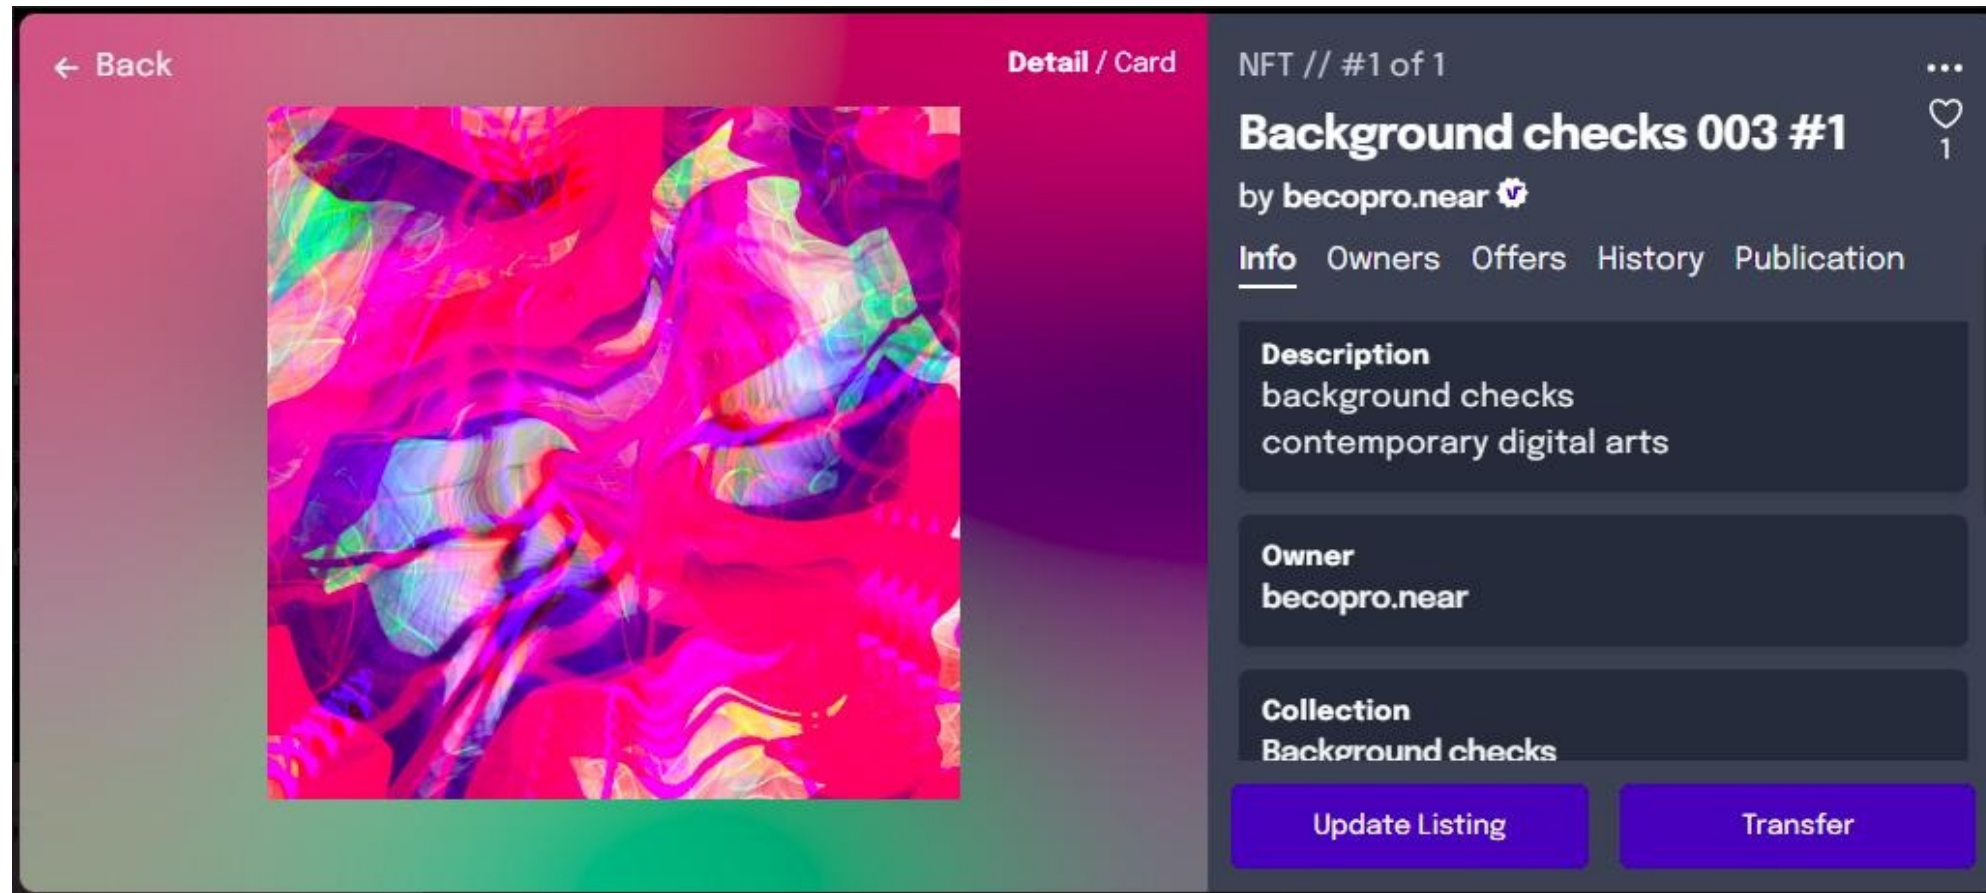 ← Back
Detail / Card
NFT // #1 of 1
Background checks 003 #1
1
by becopro.near
Info Owners Offers History Publication
Description
background checks
contemporary digital arts
Owner
becopro.near
Collection
Background checks
Update Listing
Transfer